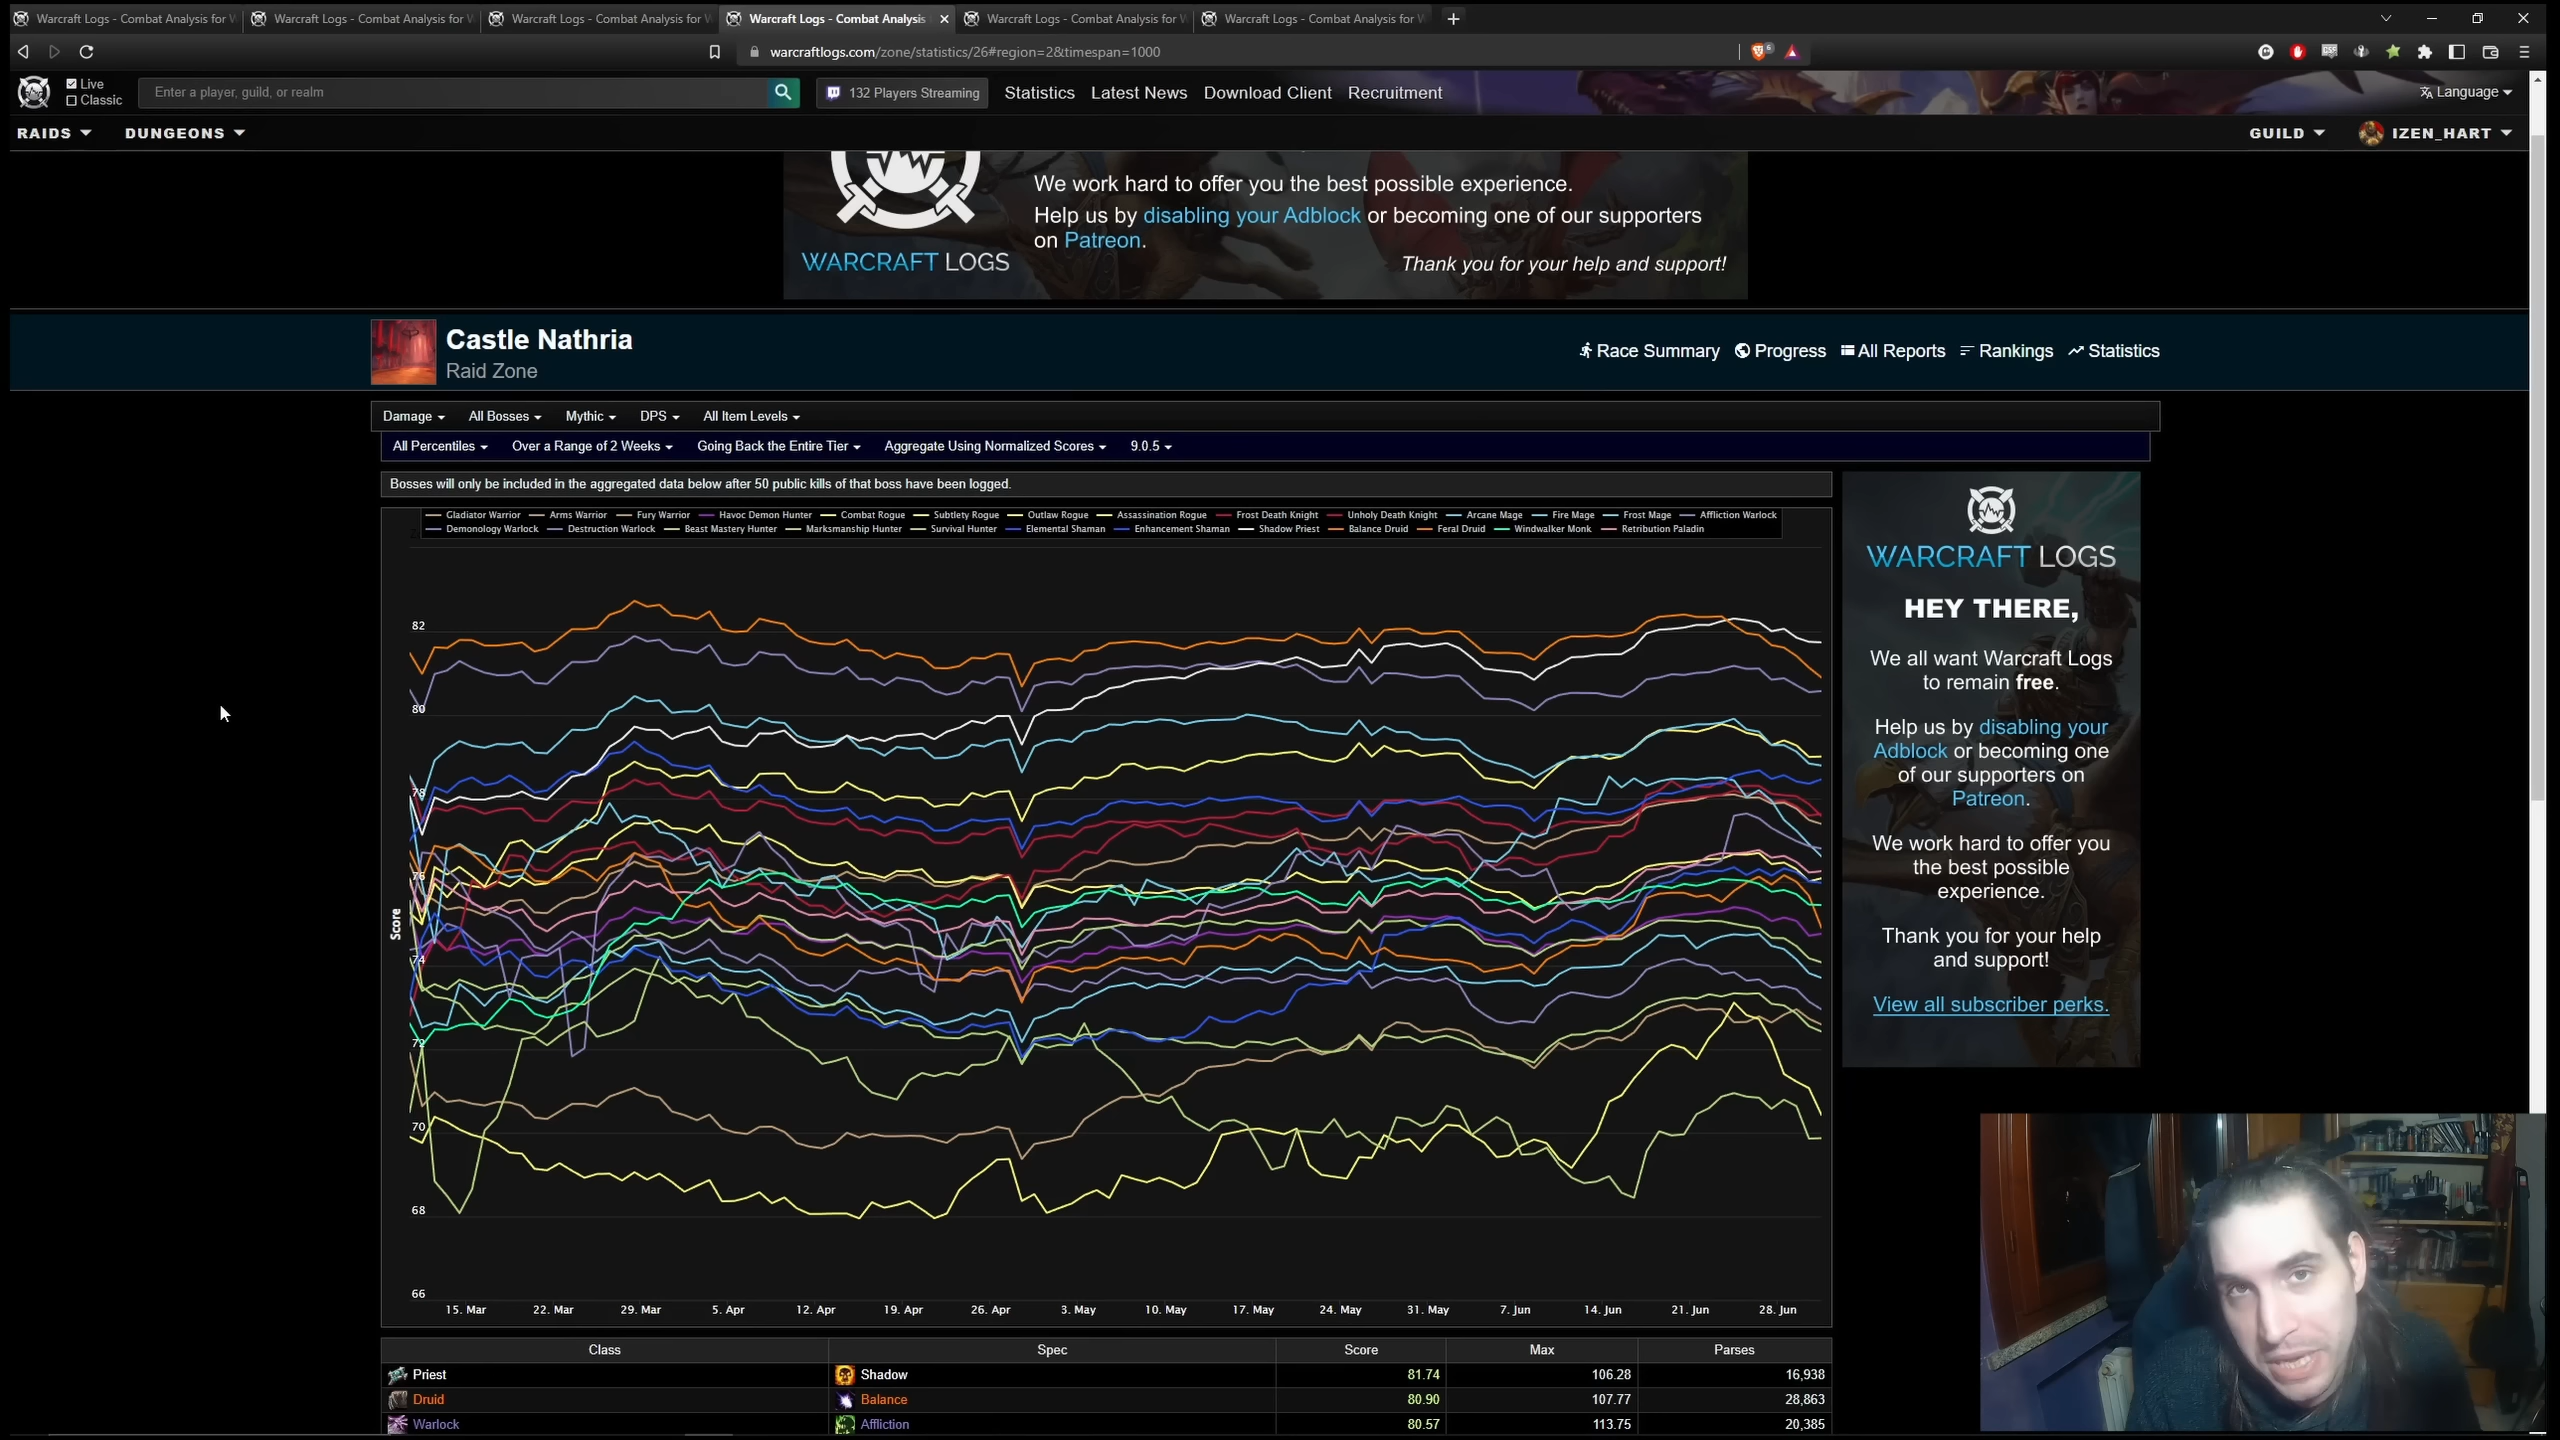 Warcraft Logs - Combat Analysis for W
Warcraft Logs - Combat Analysis for W
Warcraft Logs - Combat Analysis for W
Warcraft Logs - Combat Analysis
Warcraft Logs - Combat Analysis for W
Warcraft Logs - Combat Analysis for W
warcraftlogs.com/zone/statistics/26#region=2&timespan=1000
Live
Classic
Enter a player, guild, or realm
132 Players Streaming
Statistics
Latest News
Download Client
Recruitment
Language
RAIDS
DUNGEONS
GUILD
IZEN_HART
We work hard to offer you the best possible experience.
Help us by disabling your Adblock or becoming one of our supporters
on Patreon.
WARCRAFT LOGS
Thank you for your help and support!
Castle Nathria
Raid Zone
Race Summary
Progress
All Reports
Rankings
Statistics
Damage
All Bosses
Mythic
DPS
All Item Levels
All Percentiles
Over a Range of 2 Weeks
Going Back the Entire Tier
Aggregate Using Normalized Scores
9.0.5
Bosses will only be included in the aggregated data below after 50 public kills of that boss have been logged.
Gladiator Warrior Arms Warrior Fury Warrior Havoc Demon Hunter Combat Rogue Subtlety Rogue Outlaw Rogue Assassination Rogue Frost Death Knight Unholy Death Knight Arcane Mage Fire Mage Frost Mage Affliction Warlock
Demonology Warlock Destruction Warlock Beast Mastery Hunter Marksmanship Hunter Survival Hunter Elemental Shaman Enhancement Shaman Shadow Priest Balance Druid Feral Druid Windwalker Monk Retribution Paladin
82
80
78
76
74
72
70
68
66
Score
15. Mar 22. Mar 29. Mar 5. Apr 12. Apr 19. Apr 26. Apr 3. May 10. May 17. May 24. May 31. May 7. Jun 14. Jun 21. Jun 28. Jun
WARCRAFT LOGS
HEY THERE,
We all want Warcraft Logs
to remain free.
Help us by disabling your
Adblock or becoming one
of our supporters on
Patreon.
We work hard to offer you
the best possible
experience.
Thank you for your help
and support!
View all subscriber perks.
Class Spec Score Max Parses
Priest Shadow 81.74 106.28 16,938
Druid Balance 80.90 107.77 28,863
Warlock Affliction 80.57 113.75 20,385